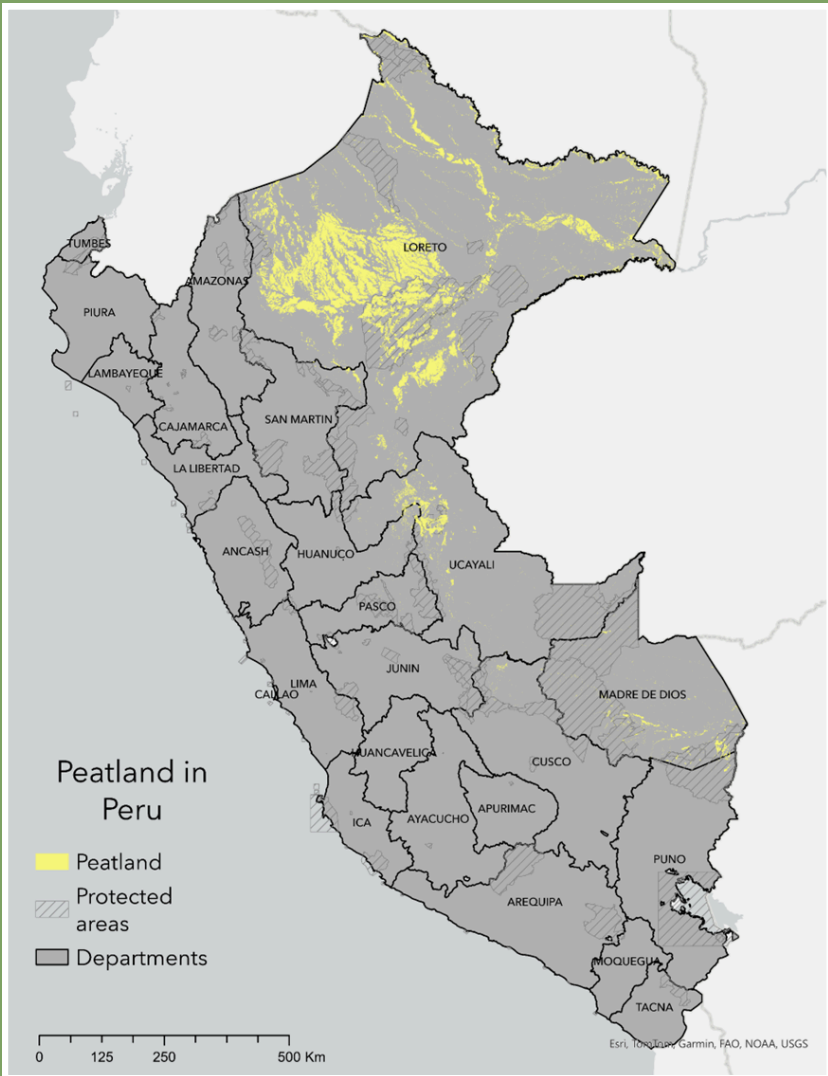 TUMBES
LORETO
AMAZONAS
PIURA
LAMBAYEQUE
SAN MARTIN
CAJAMARCA
LA LIBERTAD
ANCASH
HUANUCO
UCAYALI
PASCO
JUNIN
LIMA
CALLAO
MADRE DE DIOS
HUANCAVELICA
CUSCO
APURIMAC
AYACUCHO
ICA
PUNO
AREQUIPA
MOQUEGUA
TACNA
Peatland in
Peru
Peatland
Protected
areas
Departments
0 125 250 500 Km
Esri, TomTom, Garmin, FAO, NOAA, USGS